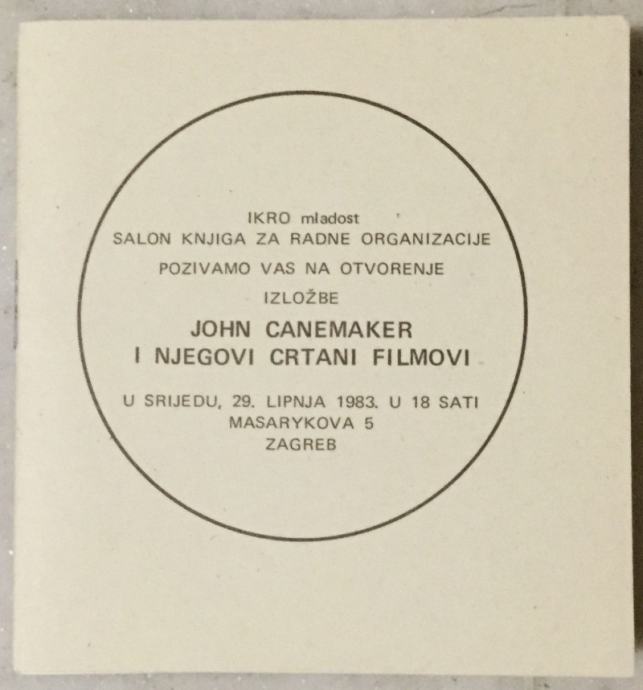 IKRO mladost
SALON KNJIGA ZA RADNE ORGANIZACIJE
POZIVAMO VAS NA OTVORENJE
IZLOŽBE
JOHN CANEMAKER
I NJEGOVI CRTANI FILMOVI
U SRIJEDU, 29. LIPNJA 1983. U 18 SATI
MASARYKOVA 5
ZAGREB